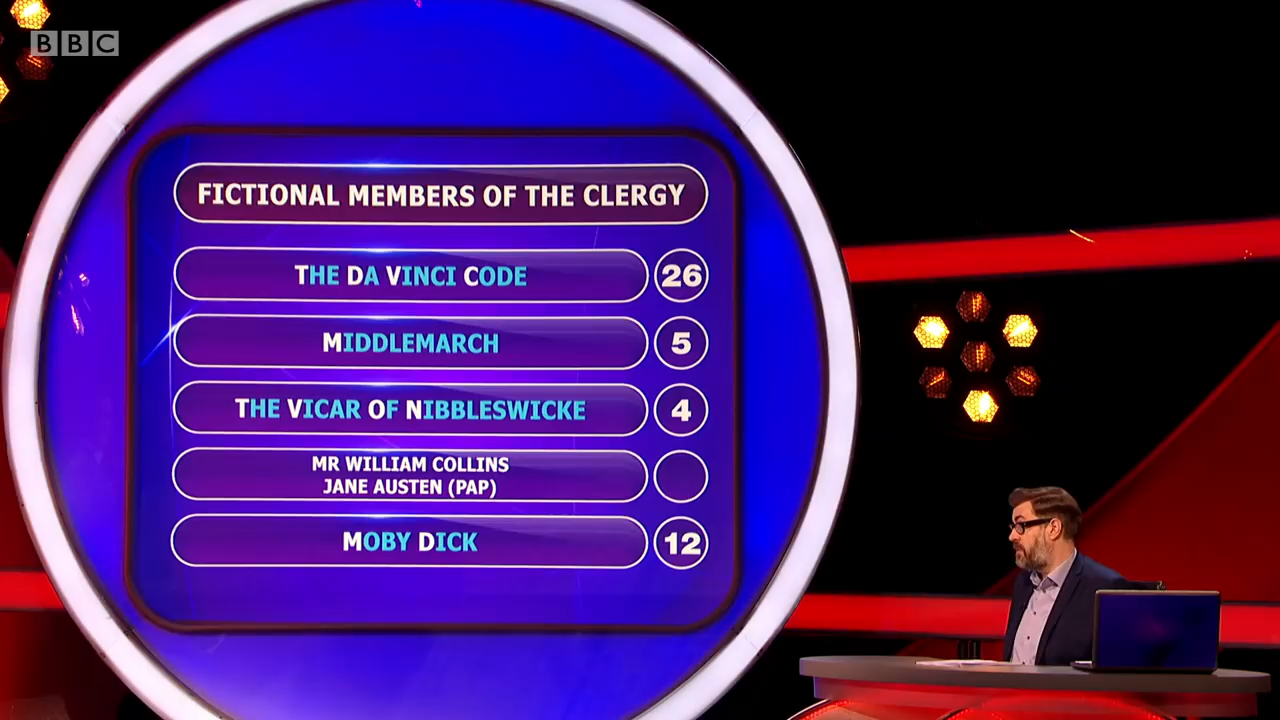 BBC
FICTIONAL MEMBERS OF THE CLERGY
THE DA VINCI CODE 26
MIDDLEMARCH 5
THE VICAR OF NIBBLESWICKE 4
MR WILLIAM COLLINS
JANE AUSTEN (PAP)
MOBY DICK 12